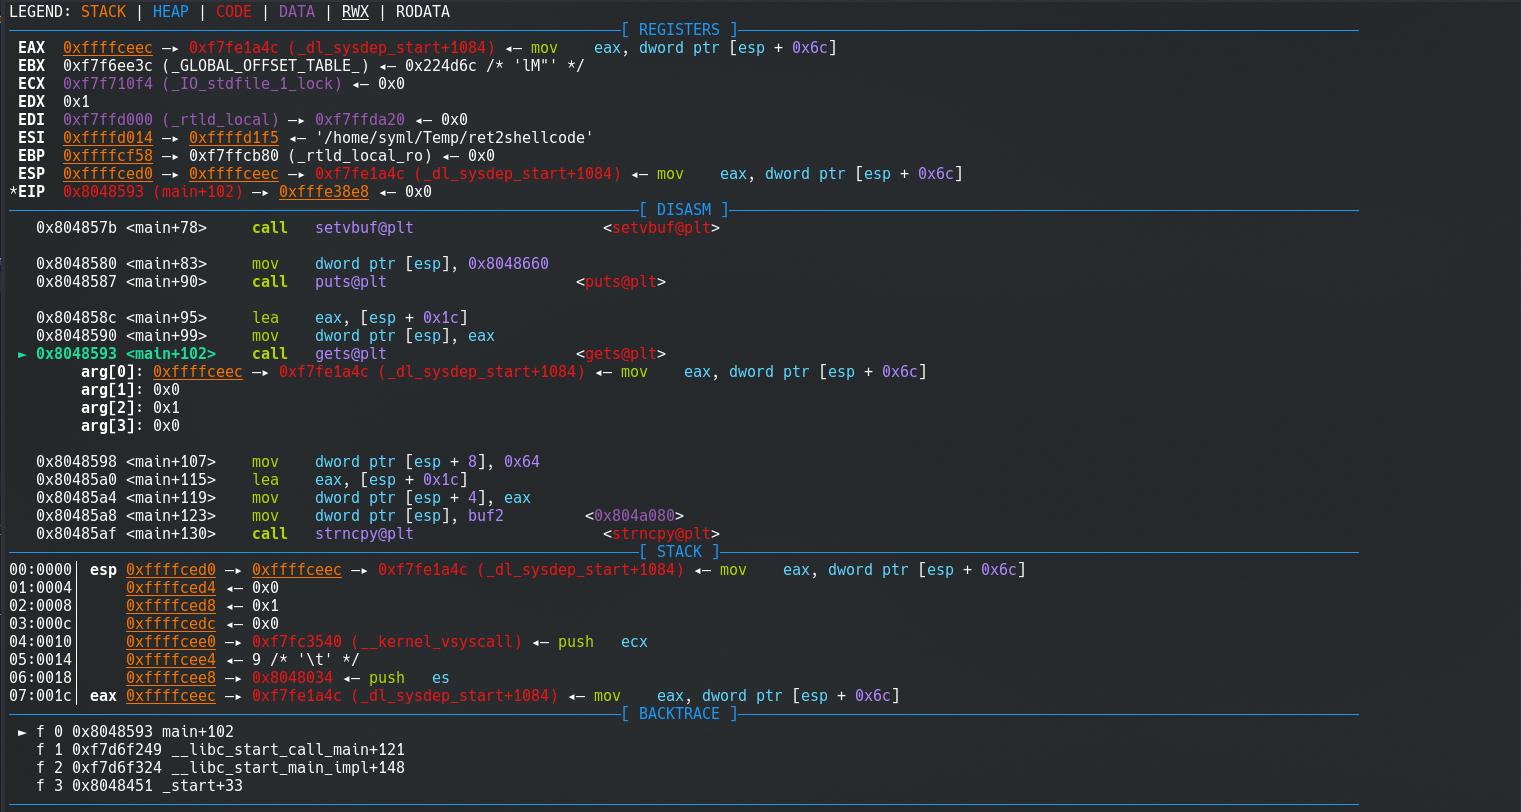 LEGEND: STACK | HEAP | CODE | DATA | RWX | RODATA
[ REGISTERS ]
EAX 0xffffceec —▸ 0xf7fe1a4c (_dl_sysdep_start+1084) ◂— mov eax, dword ptr [esp + 0x6c]
EBX 0xf7f6ee3c (_GLOBAL_OFFSET_TABLE_) ◂— 0x224d6c /* 'lM"' */
ECX 0xf7f710f4 (_IO_stdfile_1_lock) ◂— 0x0
EDX 0x1
EDI 0xf7ffd000 (_rtld_local) —▸ 0xf7ffda20 ◂— 0x0
ESI 0xffffd014 —▸ 0xffffd1f5 ◂— '/home/syml/Temp/ret2shellcode'
EBP 0xffffcf58 —▸ 0xf7ffcb80 (_rtld_local_ro) ◂— 0x0
ESP 0xffffced0 —▸ 0xffffceec —▸ 0xf7fe1a4c (_dl_sysdep_start+1084) ◂— mov eax, dword ptr [esp + 0x6c]
*EIP 0x8048593 (main+102) —▸ 0xfffe38e8 ◂— 0x0
[ DISASM ]
0x804857b <main+78> call setvbuf@plt <setvbuf@plt>
0x8048580 <main+83> mov dword ptr [esp], 0x8048660
0x8048587 <main+90> call puts@plt <puts@plt>
0x804858c <main+95> lea eax, [esp + 0x1c]
0x8048590 <main+99> mov dword ptr [esp], eax
► 0x8048593 <main+102> call gets@plt <gets@plt>
arg[0]: 0xffffceec —▸ 0xf7fe1a4c (_dl_sysdep_start+1084) ◂— mov eax, dword ptr [esp + 0x6c]
arg[1]: 0x0
arg[2]: 0x1
arg[3]: 0x0
0x8048598 <main+107> mov dword ptr [esp + 8], 0x64
0x80485a0 <main+115> lea eax, [esp + 0x1c]
0x80485a4 <main+119> mov dword ptr [esp + 4], eax
0x80485a8 <main+123> mov dword ptr [esp], buf2 <0x804a080>
0x80485af <main+130> call strncpy@plt <strncpy@plt>
[ STACK ]
00:0000│ esp 0xffffced0 —▸ 0xffffceec —▸ 0xf7fe1a4c (_dl_sysdep_start+1084) ◂— mov eax, dword ptr [esp + 0x6c]
01:0004│ 0xffffced4 ◂— 0x0
02:0008│ 0xffffced8 ◂— 0x1
03:000c│ 0xffffcedc ◂— 0x0
04:0010│ 0xffffcee0 —▸ 0xf7fc3540 (__kernel_vsyscall) ◂— push ecx
05:0014│ 0xffffcee4 ◂— 9 /* '\t' */
06:0018│ 0xffffcee8 —▸ 0x8048034 ◂— push es
07:001c│ eax 0xffffceec —▸ 0xf7fe1a4c (_dl_sysdep_start+1084) ◂— mov eax, dword ptr [esp + 0x6c]
[ BACKTRACE ]
► f 0 0x8048593 main+102
f 1 0xf7d6f249 __libc_start_call_main+121
f 2 0xf7d6f324 __libc_start_main_impl+148
f 3 0x8048451 _start+33